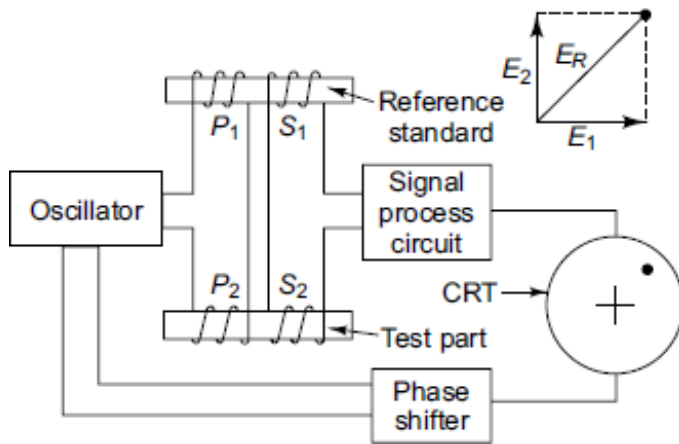 E2
ER
E1
P1
S1
Reference
standard
Oscillator
Signal
process
circuit
P2
S2
CRT
Test part
Phase
shifter